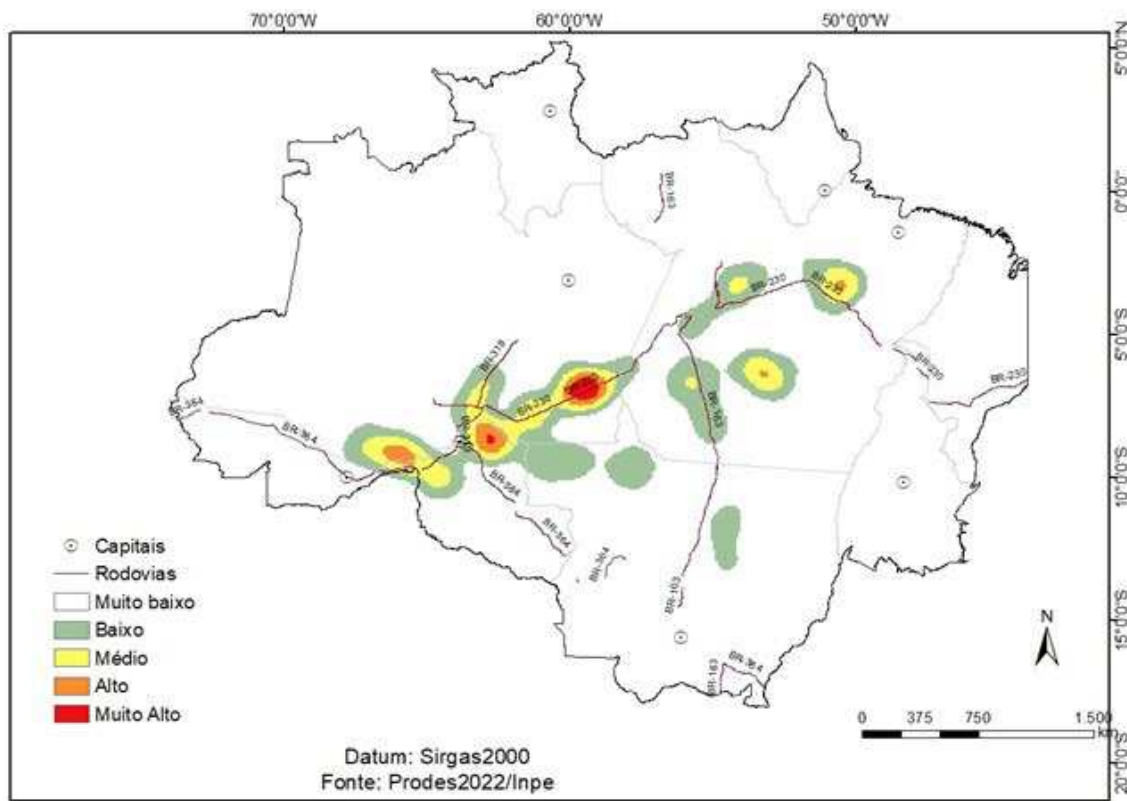 70°0'0"W 60°0'0"W 50°0'0"W
5°0'0"N
0°0'0"
5°0'0"S
10°0'0"S
15°0'0"S
20°0'0"S
BR-163
BR-230
BR-230
BR-230
BR-230
BR-319
BR-230
BR-163
BR-364
BR-364
BR-364
BR-364
BR-364
BR-163
BR-163
BR-364
Capitais
Rodovias
Muito baixo
Baixo
Médio
Alto
Muito Alto
N
0 375 750 1.500
km
Datum: Sirgas2000
Fonte: Prodes2022/Inpe